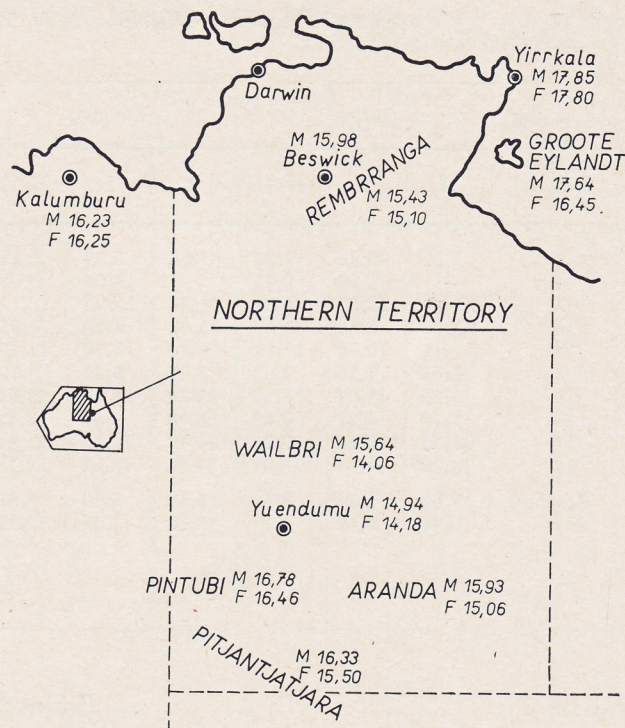 Yirrkala
M 17,85
F 17,80
Darwin
GROOTE
EYLANDT
M 17,64
F 16,45
M 15,98
Beswick
REMBRRANGA
M 15,43
F 15,10
Kalumburu
M 16,23
F 16,25
NORTHERN TERRITORY
WAILBRI M 15,64
F 14,06
Yuendumu M 14,94
F 14,18
PINTUBI M 16,78
F 16,46
ARANDA M 15,93
F 15,06
PITJANTJATJARA
M 16,33
F 15,50